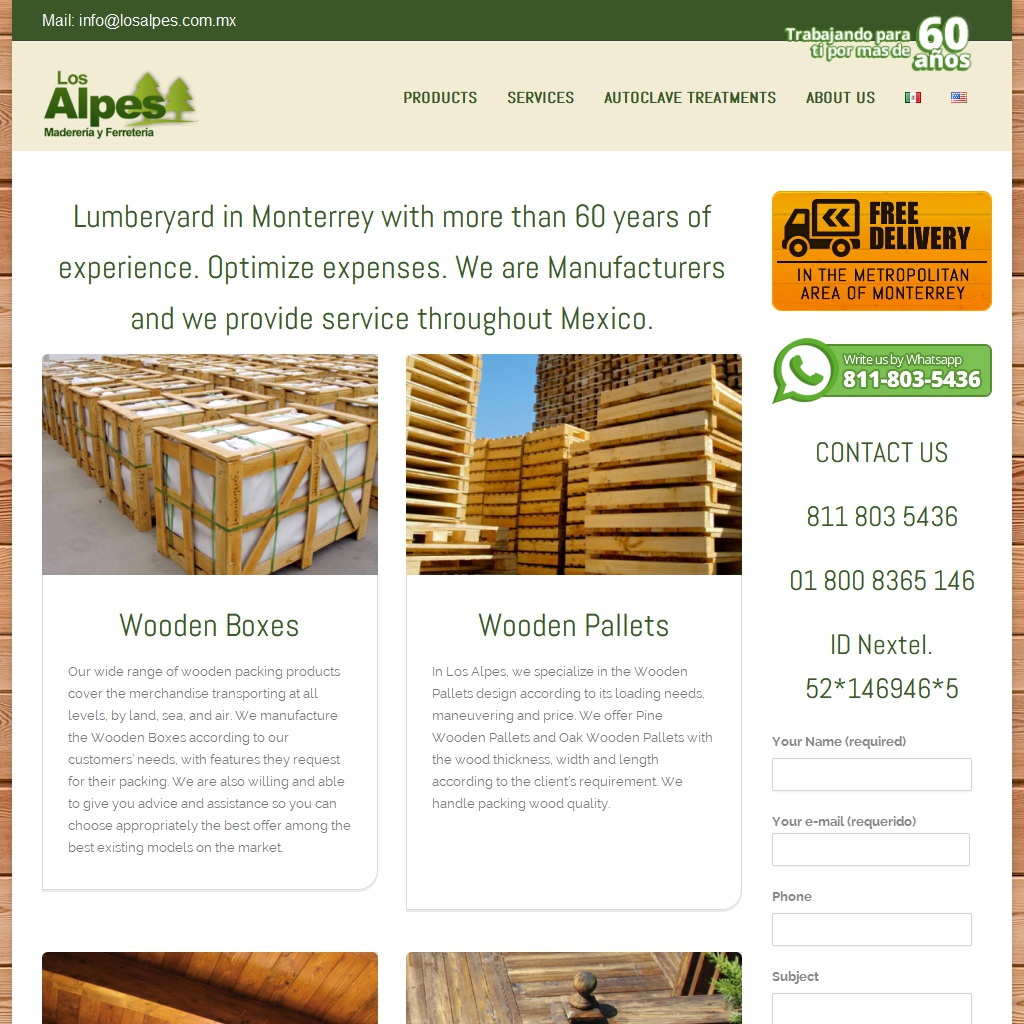 Mail: info@losalpes.com.mx
Trabajando para
ti por más de
60
años
Los
Alpes
Maderería y Ferretería
PRODUCTS
SERVICES
AUTOCLAVE TREATMENTS
ABOUT US
Lumberyard in Monterrey with more than 60 years of
experience. Optimize expenses. We are Manufacturers
and we provide service throughout Mexico.
Wooden Boxes
Our wide range of wooden packing products
cover the merchandise transporting at all
levels, by land, sea, and air. We manufacture
the Wooden Boxes according to our
customers' needs, with features they request
for their packing. We are also willing and able
to give you advice and assistance so you can
choose appropriately the best offer among the
best existing models on the market.
Wooden Pallets
In Los Alpes, we specialize in the Wooden
Pallets design according to its loading needs,
maneuvering and price. We offer Pine
Wooden Pallets and Oak Wooden Pallets with
the wood thickness, width and length
according to the client's requirement. We
handle packing wood quality.
FREE
DELIVERY
IN THE METROPOLITAN
AREA OF MONTERREY
Write us by Whatsapp
811-803-5436
CONTACT US
811 803 5436
01 800 8365 146
ID Nextel.
52*146946*5
Your Name (required)
Your e-mail (requerido)
Phone
Subject